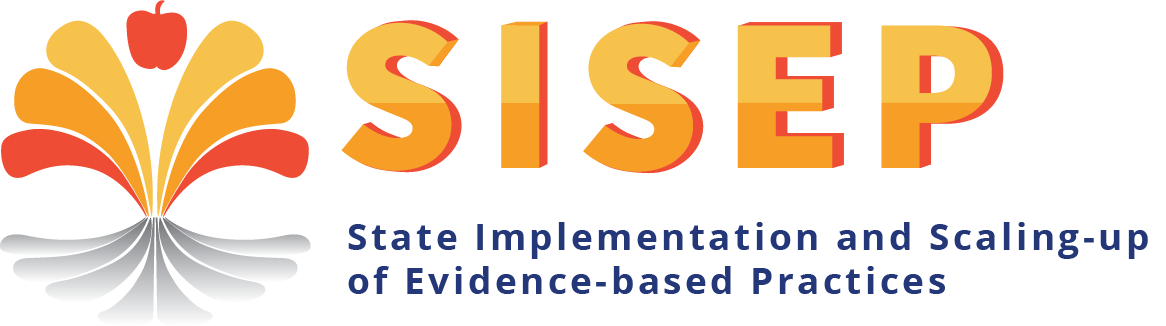 SISEP
State Implementation and Scaling-up
of Evidence-based Practices